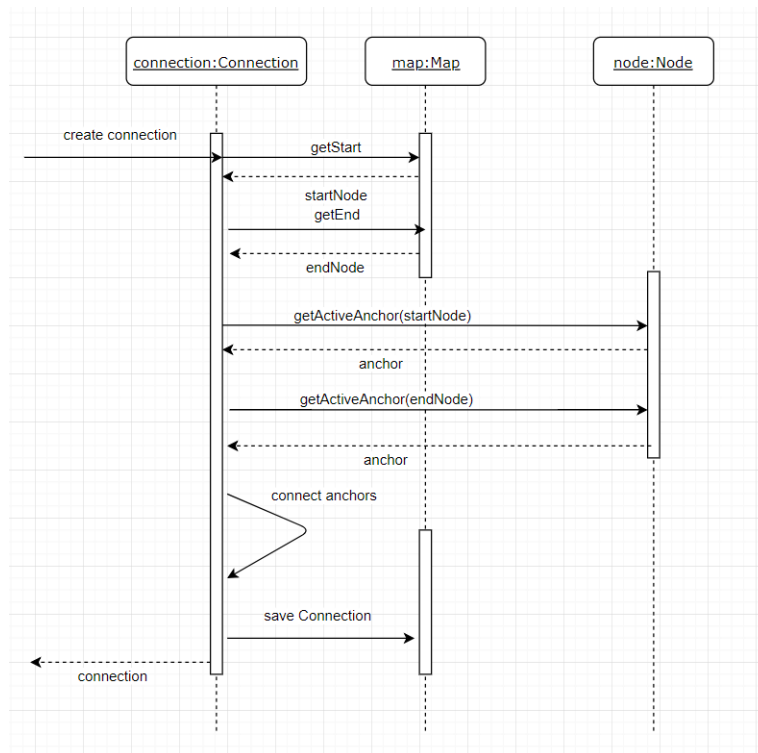 connection:Connection
map:Map
node:Node
create connection
getStart
startNode
getEnd
endNode
getActiveAnchor(startNode)
anchor
getActiveAnchor(endNode)
anchor
connect anchors
save Connection
connection